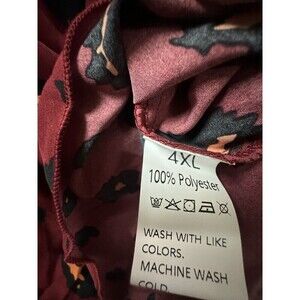 4XL
100% Polyester
WASH WITH LIKE
COLORS.
MACHINE WASH
COLD